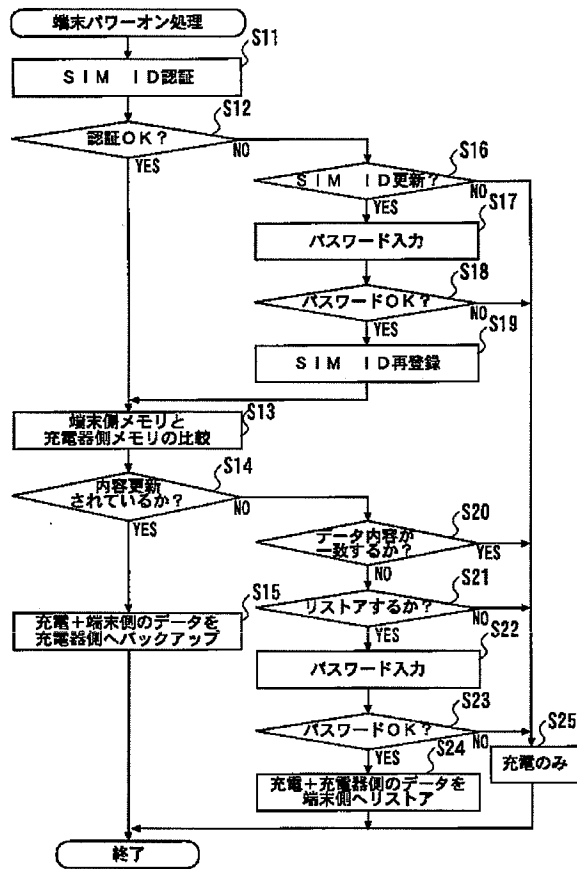 端末パワーオン処理
S11
SIM ID認証
S12
認証OK?
YES
NO
S16
SIM ID更新?
YES
NO
S17
パスワード入力
S18
パスワードOK?
YES
NO
S19
SIM ID再登録
S13
端末側メモリと
充電器側メモリの比較
S14
内容更新
されているか?
YES
NO
S20
データ内容が
一致するか?
YES
NO
S21
リストアするか?
YES
NO
S15
充電+端末側のデータを
充電器側へバックアップ
S22
パスワード入力
S23
パスワードOK?
YES
NO
S24
充電+充電器側のデータを
端末側へリストア
S25
充電のみ
終了